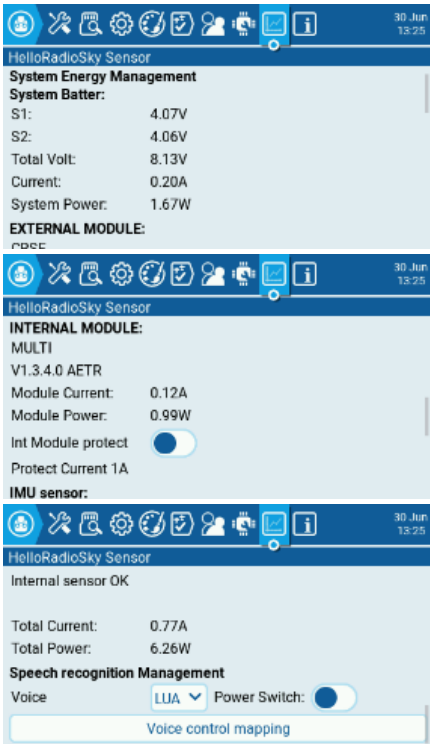 30 Jun
13:25
HelloRadioSky Sensor
System Energy Management
System Batter:
S1: 4.07V
S2: 4.06V
Total Volt: 8.13V
Current: 0.20A
System Power: 1.67W
EXTERNAL MODULE:
CRSF
30 Jun
13:25
HelloRadioSky Sensor
INTERNAL MODULE:
MULTI
V1.3.4.0 AETR
Module Current: 0.12A
Module Power: 0.99W
Int Module protect
Protect Current 1A
IMU sensor:
30 Jun
13:25
HelloRadioSky Sensor
Internal sensor OK
Total Current: 0.77A
Total Power: 6.26W
Speech recognition Management
Voice LUA Power Switch:
Voice control mapping